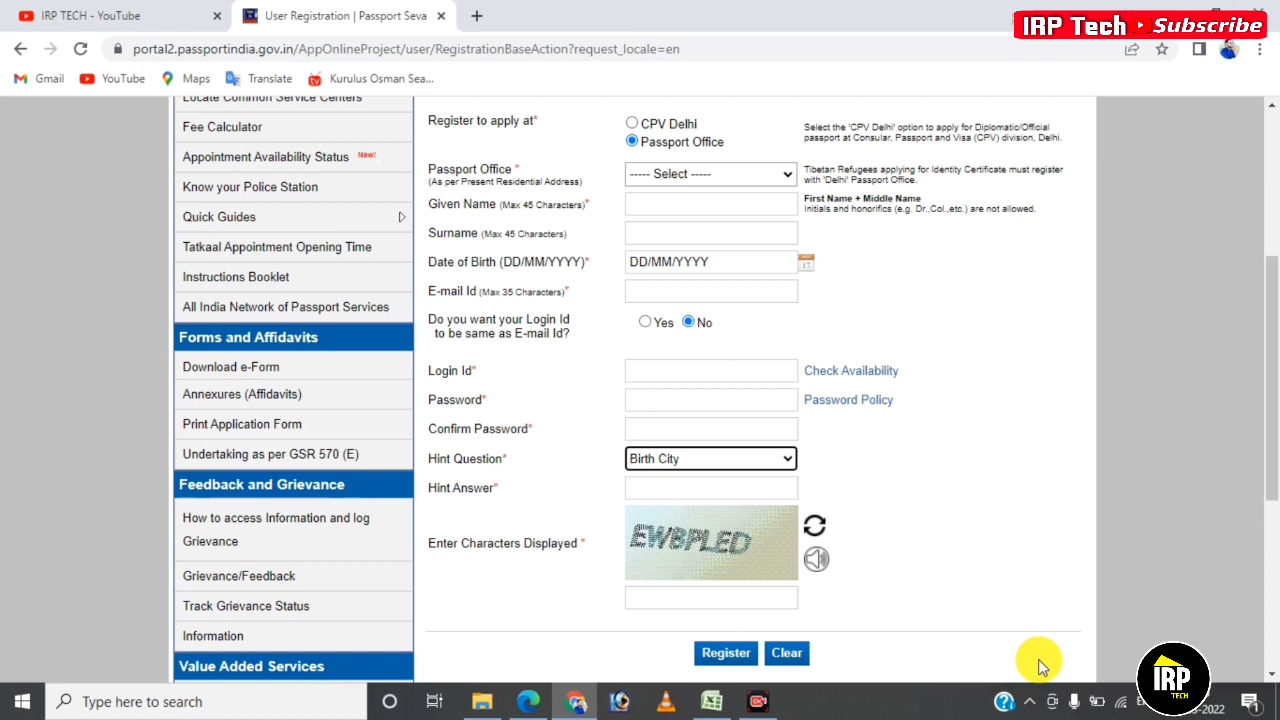 IRP TECH - YouTube
User Registration | Passport Seva
IRP Tech Subscribe
portal2.passportindia.gov.in/AppOnlineProject/user/RegistrationBaseAction?request_locale=en
Gmail YouTube Maps Translate Kurulus Osman Sea...
Locate Common Service Centers
Fee Calculator
Appointment Availability Status New!
Know your Police Station
Quick Guides
Tatkaal Appointment Opening Time
Instructions Booklet
All India Network of Passport Services
Forms and Affidavits
Download e-Form
Annexures (Affidavits)
Print Application Form
Undertaking as per GSR 570 (E)
Feedback and Grievance
How to access Information and log
Grievance
Grievance/Feedback
Track Grievance Status
Information
Value Added Services
Register to apply at*
CPV Delhi
Passport Office
Select the 'CPV Delhi' option to apply for Diplomatic/Official
passport at Consular, Passport and Visa (CPV) division, Delhi.
Passport Office *
(As per Present Residential Address)
----- Select -----
Tibetan Refugees applying for Identity Certificate must register
with 'Delhi' Passport Office.
Given Name (Max 45 Characters)*
First Name + Middle Name
Initials and honorifics (e.g. Dr.,Col.,etc.) are not allowed.
Surname (Max 45 Characters)
Date of Birth (DD/MM/YYYY)*
DD/MM/YYYY
E-mail Id (Max 35 Characters)*
Do you want your Login Id
to be same as E-mail Id?
Yes No
Login Id*
Check Availability
Password*
Password Policy
Confirm Password*
Hint Question*
Birth City
Hint Answer*
Enter Characters Displayed *
EWBPLED
Register Clear
IRP
TECH
Type here to search